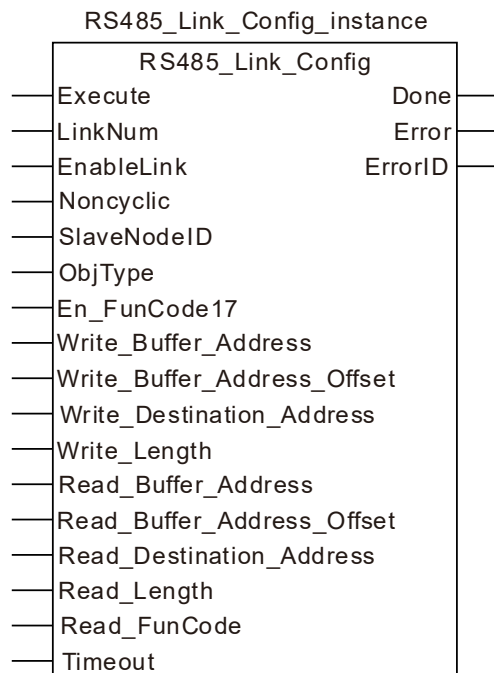 RS485_Link_Config_instance
RS485_Link_Config
Execute Done
LinkNum Error
EnableLink ErrorID
Noncyclic
SlaveNodeID
ObjType
En_FunCode17
Write_Buffer_Address
Write_Buffer_Address_Offset
Write_Destination_Address
Write_Length
Read_Buffer_Address
Read_Buffer_Address_Offset
Read_Destination_Address
Read_Length
Read_FunCode
Timeout